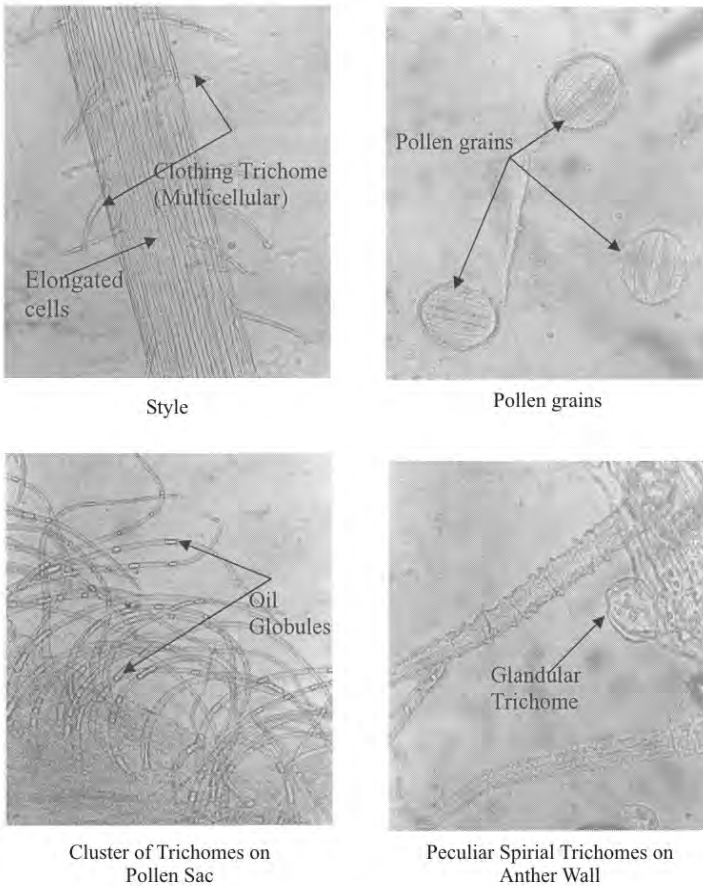 Clothing Trichome
(Multicellular)
Elongated
cells
Style
Pollen grains
Pollen grains
Oil
Globules
Cluster of Trichomes on
Pollen Sac
Glandular
Trichome
Peculiar Spirial Trichomes on
Anther Wall